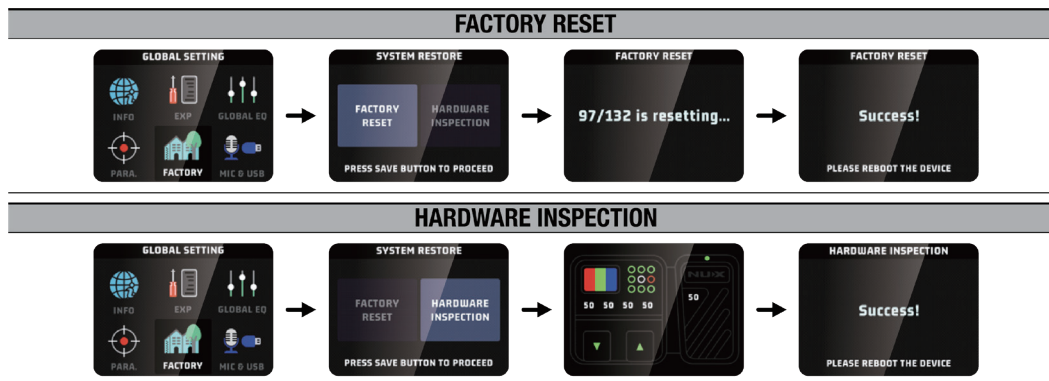 FACTORY RESET
GLOBAL SETTING
INFO EXP GLOBAL EQ
PARA. FACTORY MIC & USB
SYSTEM RESTORE
FACTORY RESET
HARDWARE INSPECTION
PRESS SAVE BUTTON TO PROCEED
FACTORY RESET
97/132 is resetting...
FACTORY RESET
Success!
PLEASE REBOOT THE DEVICE
HARDWARE INSPECTION
GLOBAL SETTING
INFO EXP GLOBAL EQ
PARA. FACTORY MIC & USB
SYSTEM RESTORE
FACTORY RESET
HARDWARE INSPECTION
PRESS SAVE BUTTON TO PROCEED
NUX
50 50 50 50
50
HARDWARE INSPECTION
Success!
PLEASE REBOOT THE DEVICE